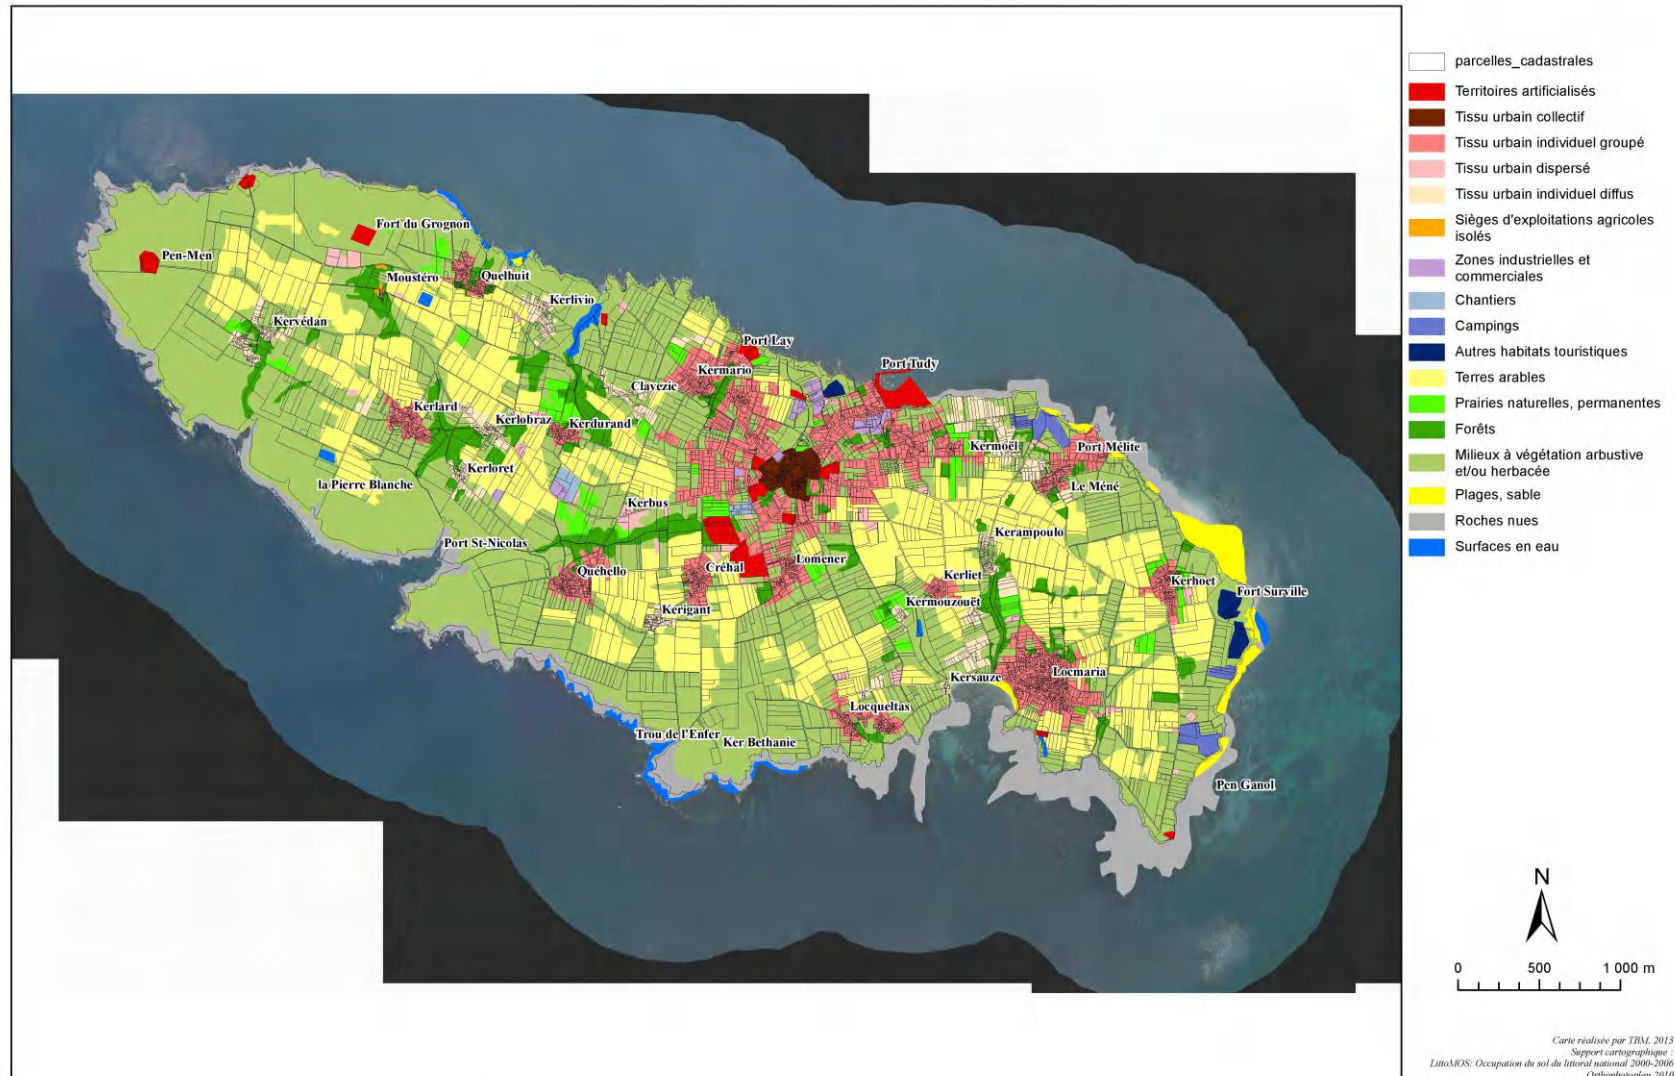 parcelles_cadastrales
Territoires artificialisés
Tissu urbain collectif
Tissu urbain individuel groupé
Tissu urbain dispersé
Tissu urbain individuel diffus
Sièges d'exploitations agricoles
isolés
Zones industrielles et
commerciales
Chantiers
Campings
Autres habitats touristiques
Terres arables
Prairies naturelles, permanentes
Forêts
Milieux à végétation arbustive
et/ou herbacée
Plages, sable
Roches nues
Surfaces en eau
Fort du Grognon
Pen-Men
Moustéro
Quelhuit
Kerlivio
Kervédan
Port Lay
Kermario
Port Tudy
Clavezic
Kerlard
Kerlobraz
Kerdurand
Kermoël
Port Mélite
Kerloret
la Pierre Blanche
Le Méné
Kerbus
Port St-Nicolas
Kerampoulo
Quéhello
Créhal
Lomener
Kerliet
Kerhoet
Fort Surville
Kermouzouët
Kerigant
Kersauze
Locmaria
Locqueltas
Trou de l'Enfer
Ker Bethanie
Pen Ganol
N
0 500 1 000 m
Carte réalisée par TBM, 2013
Support cartographique :
LittoMOS: Occupation du sol du littoral national 2000-2006
Orthophotoplan 2010